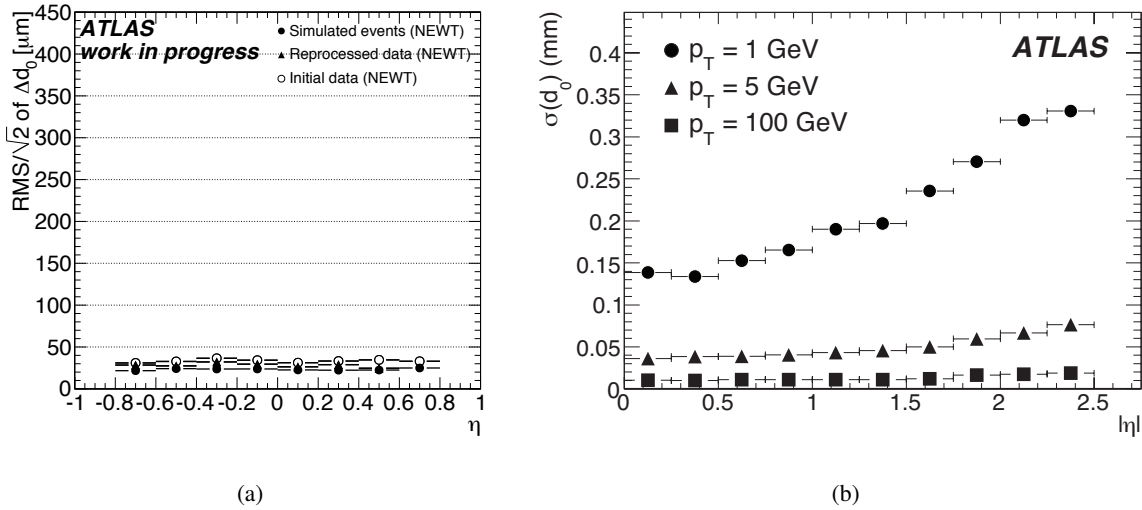 ATLAS
work in progress
Simulated events (NEWT)
Reprocessed data (NEWT)
Initial data (NEWT)
RMS/√2 of Δd₀ [μm]
450
400
350
300
250
200
150
100
50
0
-1 -0.8 -0.6 -0.4 -0.2 0 0.2 0.4 0.6 0.8 1
η
(a)
ATLAS
p_T = 1 GeV
p_T = 5 GeV
p_T = 100 GeV
σ(d₀) (mm)
0.4
0.35
0.3
0.25
0.2
0.15
0.1
0.05
0
0 0.5 1 1.5 2 2.5
|η|
(b)